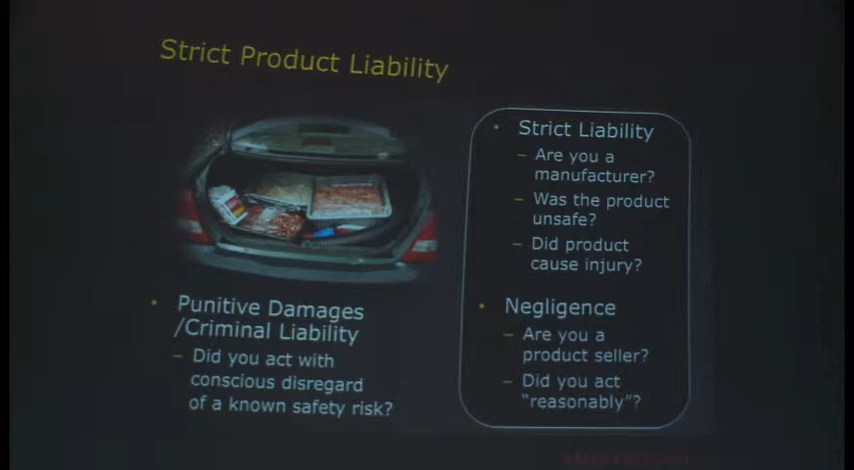 Strict Product Liability
• Punitive Damages
/Criminal Liability
– Did you act with
conscious disregard
of a known safety risk?
• Strict Liability
– Are you a
manufacturer?
– Was the product
unsafe?
– Did product
cause injury?
• Negligence
– Are you a
product seller?
– Did you act
"reasonably"?